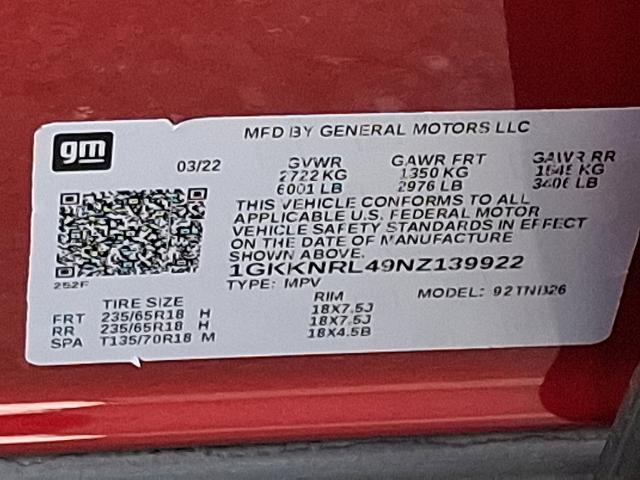 gm
MFD BY GENERAL MOTORS LLC
03/22 GVWR GAWR FRT GAWR RR
2722 KG 1350 KG KG
6001 LB 2976 LB LB
THIS VEHICLE CONFORMS TO ALL
APPLICABLE U.S. FEDERAL MOTOR
VEHICLE SAFETY STANDARDS IN EFFECT
ON THE DATE OF MANUFACTURE
SHOWN ABOVE.
1GKKNRL49NZ139922
TYPE: MPV MODEL:
TIRE SIZE RIM
FRT 235/65R18 H 18X7.5J
RR 235/65R18 H 18X7.5J
SPA T135/70R18 M 18X4.5B